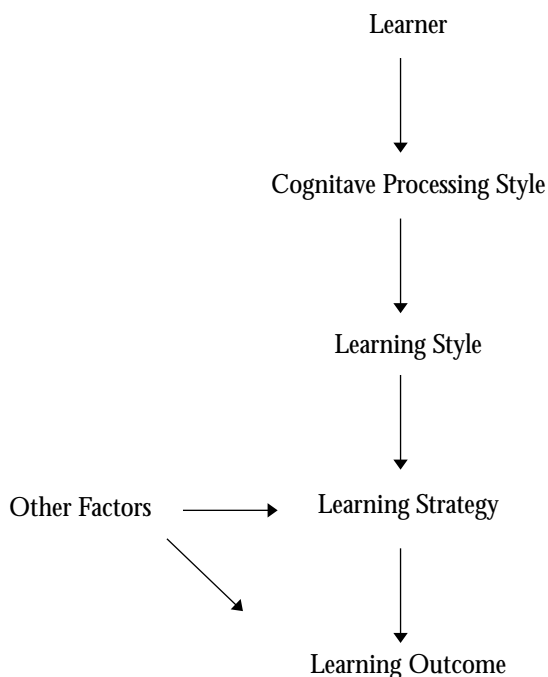 Learner
Cognitave Processing Style
Learning Style
Other Factors
Learning Strategy
Learning Outcome